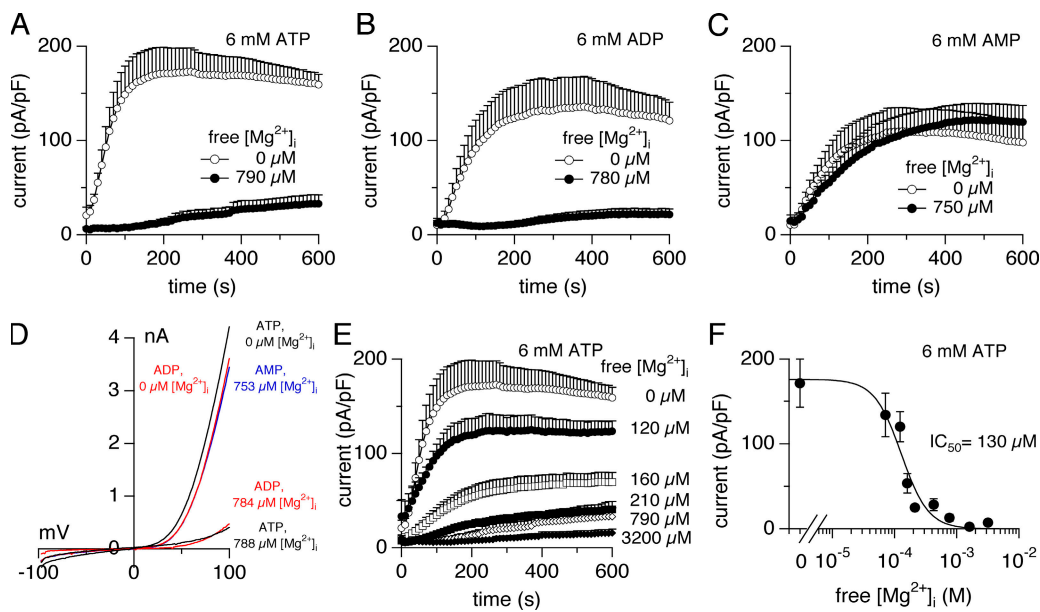 A
6 mM ATP
200
100
0
current (pA/pF)
free [Mg2+]i
0 µM
790 µM
0
200
400
600
time (s)
B
6 mM ADP
200
100
0
current (pA/pF)
free [Mg2+]i
0 µM
780 µM
0
200
400
600
time (s)
C
6 mM AMP
200
100
0
current (pA/pF)
free [Mg2+]i
0 µM
750 µM
0
200
400
600
time (s)
D
4
nA
ATP,
0 µM [Mg2+]i
ADP,
0 µM [Mg2+]i
AMP,
753 µM [Mg2+]i
3
2
1
ADP,
784 µM [Mg2+]i
mV
0
ATP,
788 µM [Mg2+]i
-100
0
100
E
6 mM ATP
200
100
0
current (pA/pF)
free [Mg2+]i
0 µM
120 µM
160 µM
210 µM
790 µM
3200 µM
0
200
400
600
time (s)
F
6 mM ATP
200
150
100
50
0
current (pA/pF)
IC50= 130 µM
0
10-5
10-4
10-3
10-2
free [Mg2+]i (M)